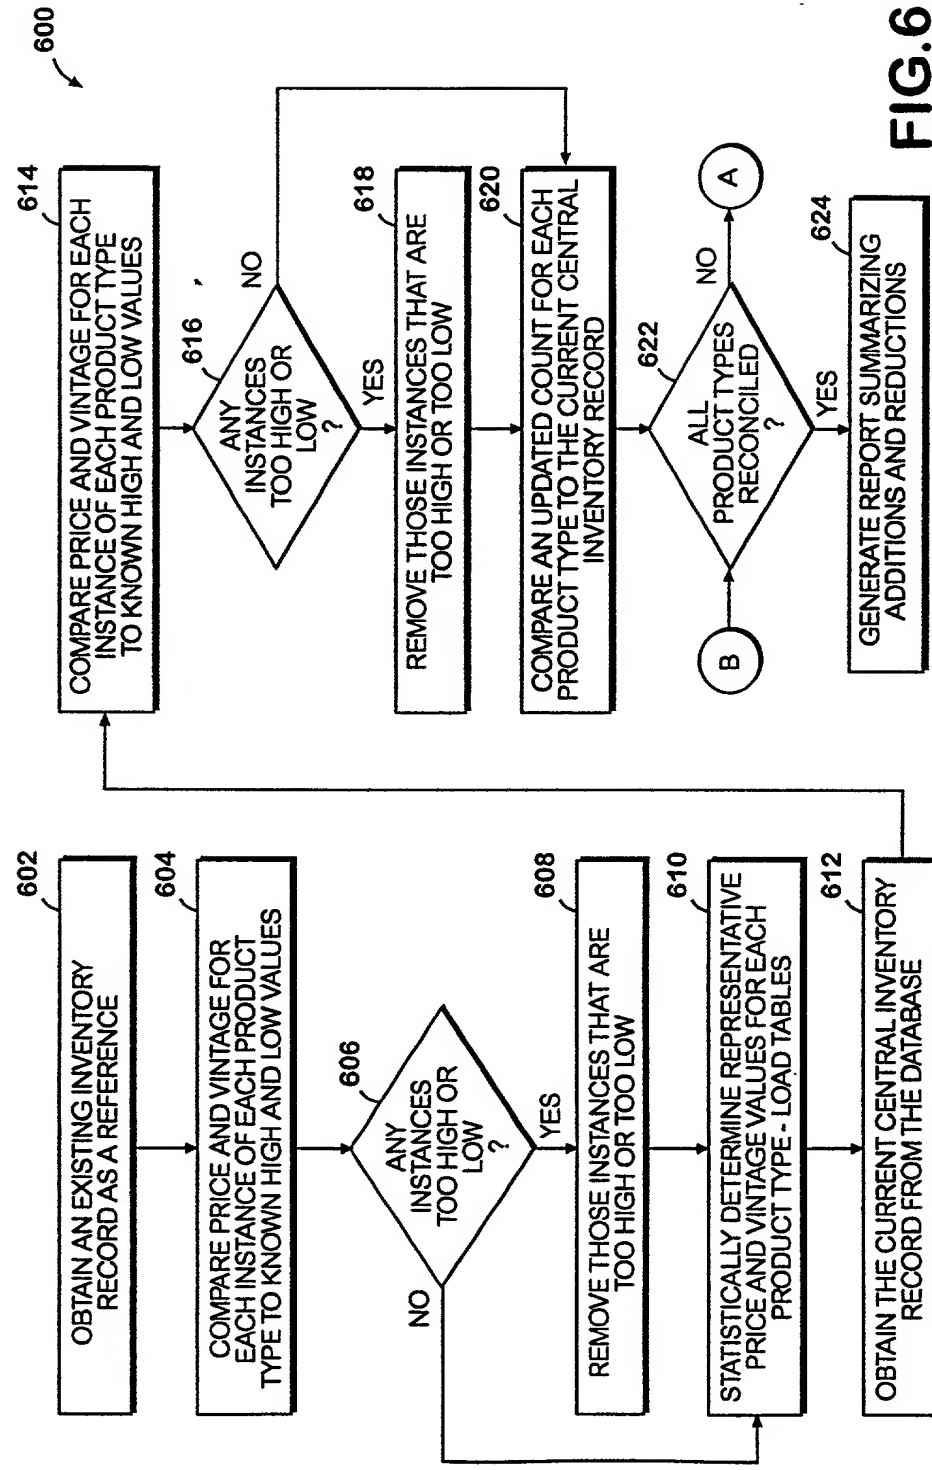 600
602
OBTAIN AN EXISTING INVENTORY
RECORD AS A REFERENCE
604
COMPARE PRICE AND VINTAGE FOR
EACH INSTANCE OF EACH PRODUCT
TYPE TO KNOWN HIGH AND LOW VALUES
606
ANY
INSTANCES
TOO HIGH OR
LOW
?
NO
YES
608
REMOVE THOSE INSTANCES THAT ARE
TOO HIGH OR TOO LOW
610
STATISTICALLY DETERMINE REPRESENTATIVE
PRICE AND VINTAGE VALUES FOR EACH
PRODUCT TYPE - LOAD TABLES
612
OBTAIN THE CURRENT CENTRAL INVENTORY
RECORD FROM THE DATABASE
614
COMPARE PRICE AND VINTAGE FOR EACH
INSTANCE OF EACH PRODUCT TYPE
TO KNOWN HIGH AND LOW VALUES
616
ANY
INSTANCES
TOO HIGH OR
LOW
?
NO
YES
618
REMOVE THOSE INSTANCES THAT ARE
TOO HIGH OR TOO LOW
620
COMPARE AN UPDATED COUNT FOR EACH
PRODUCT TYPE TO THE CURRENT CENTRAL
INVENTORY RECORD
622
ALL
PRODUCT TYPES
RECONCILED
?
B
NO
A
YES
624
GENERATE REPORT SUMMARIZING
ADDITIONS AND REDUCTIONS
FIG.6